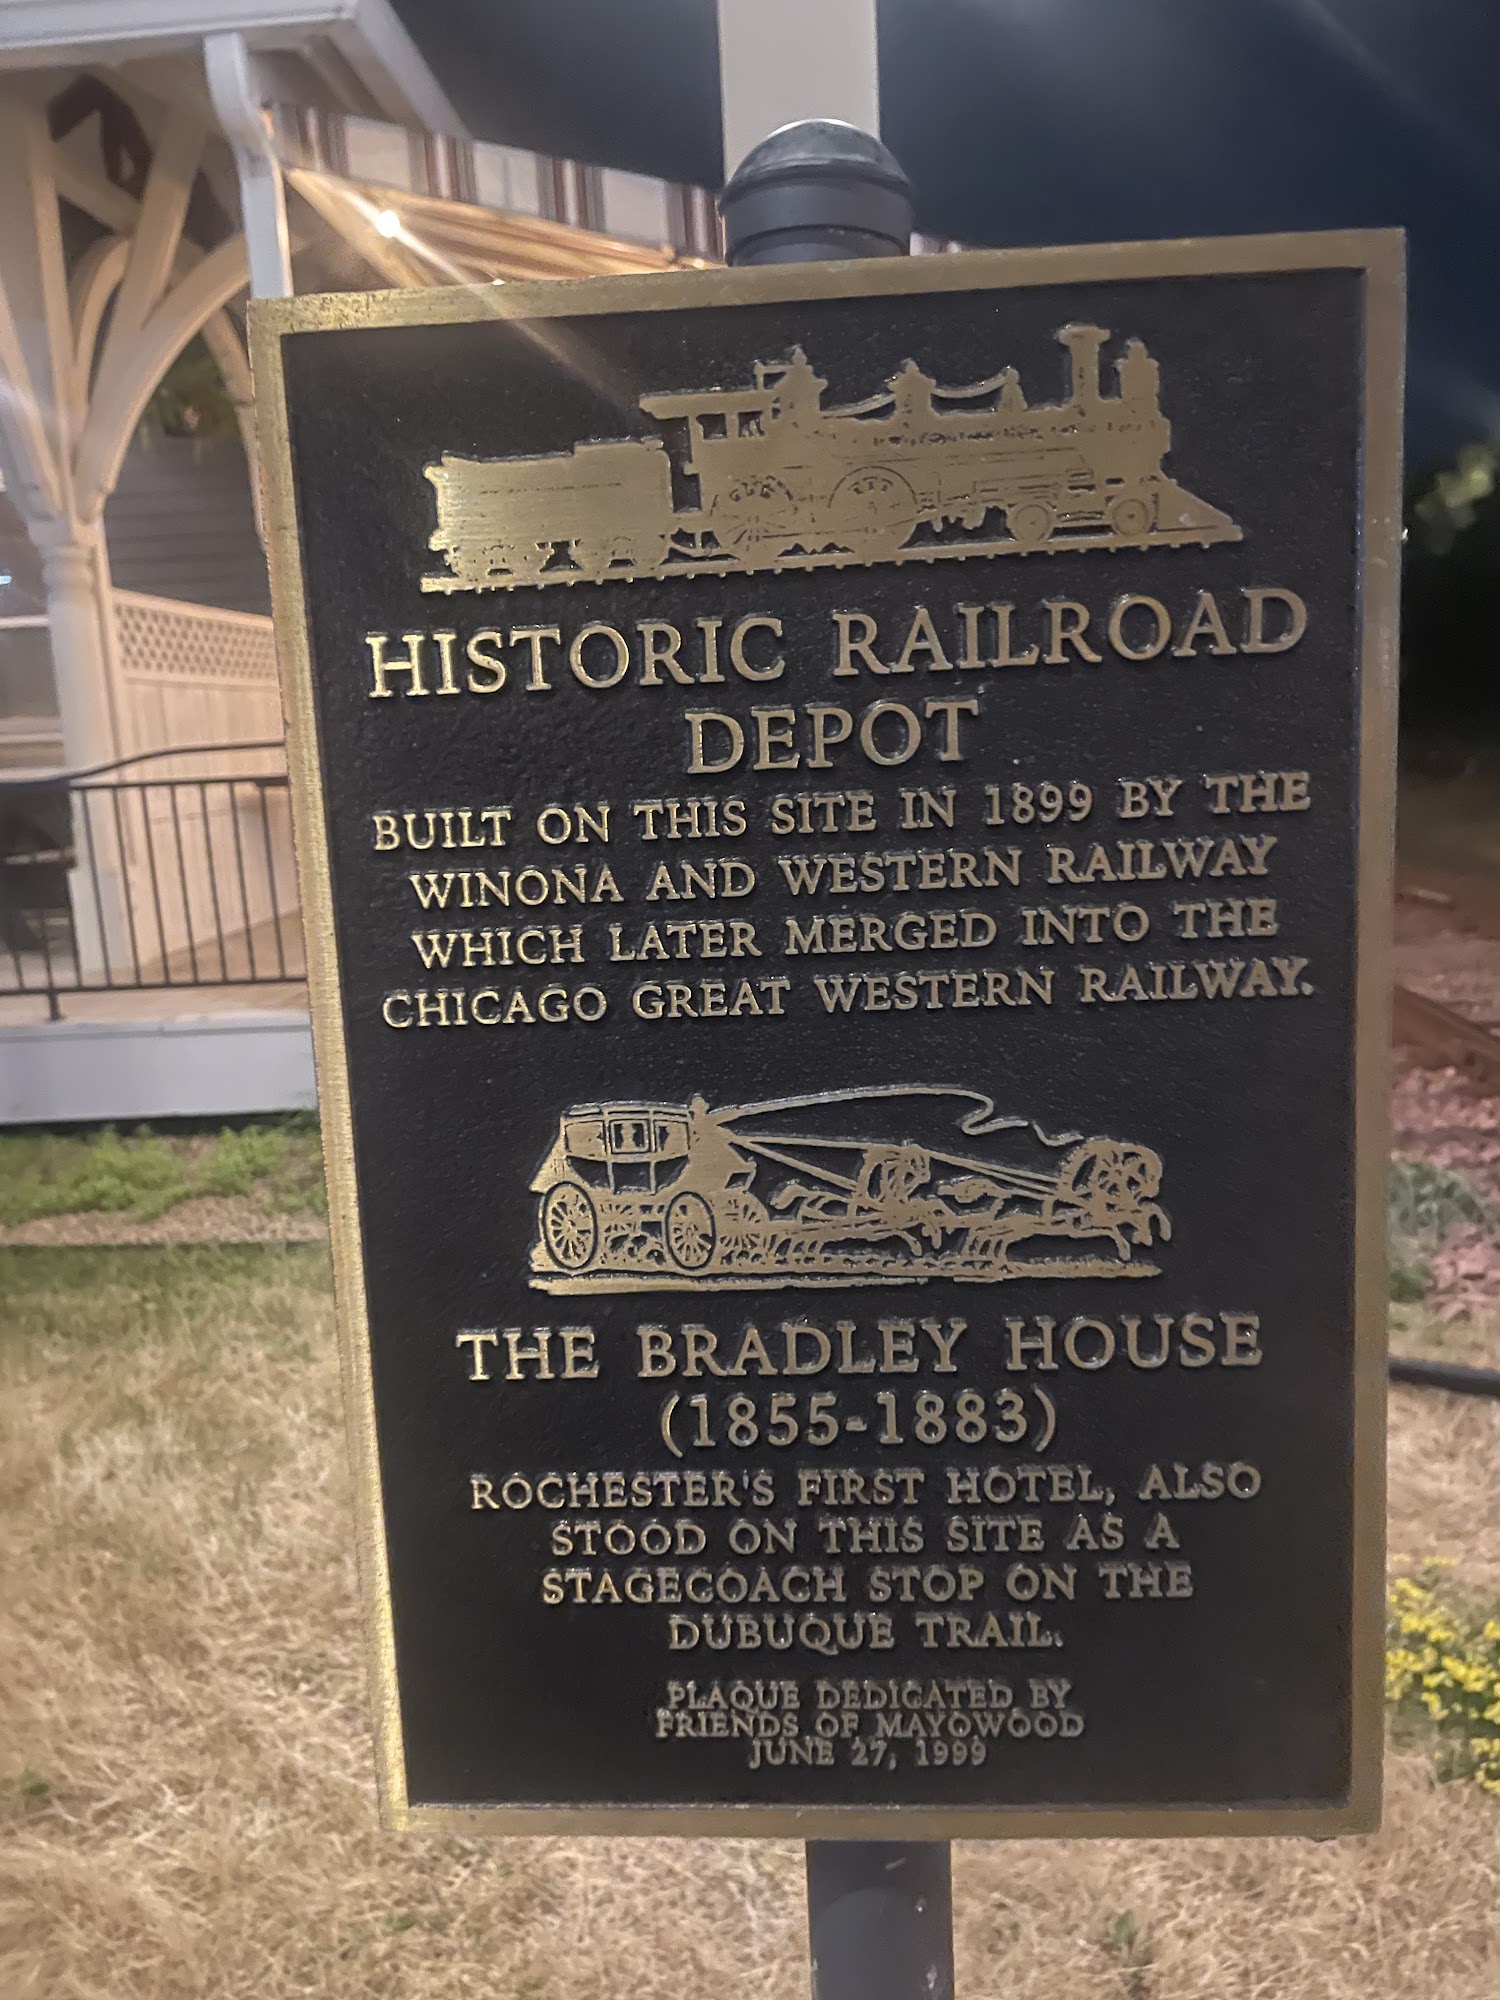 HISTORIC RAILROAD
DEPOT
BUILT ON THIS SITE IN 1899 BY THE
WINONA AND WESTERN RAILWAY
WHICH LATER MERGED INTO THE
CHICAGO GREAT WESTERN RAILWAY.
THE BRADLEY HOUSE
(1855-1883)
ROCHESTER'S FIRST HOTEL, ALSO
STOOD ON THIS SITE AS A
STAGECOACH STOP ON THE
DUBUQUE TRAIL.
PLAQUE DEDICATED BY
FRIENDS OF MAYOWOOD
JUNE 27, 1999